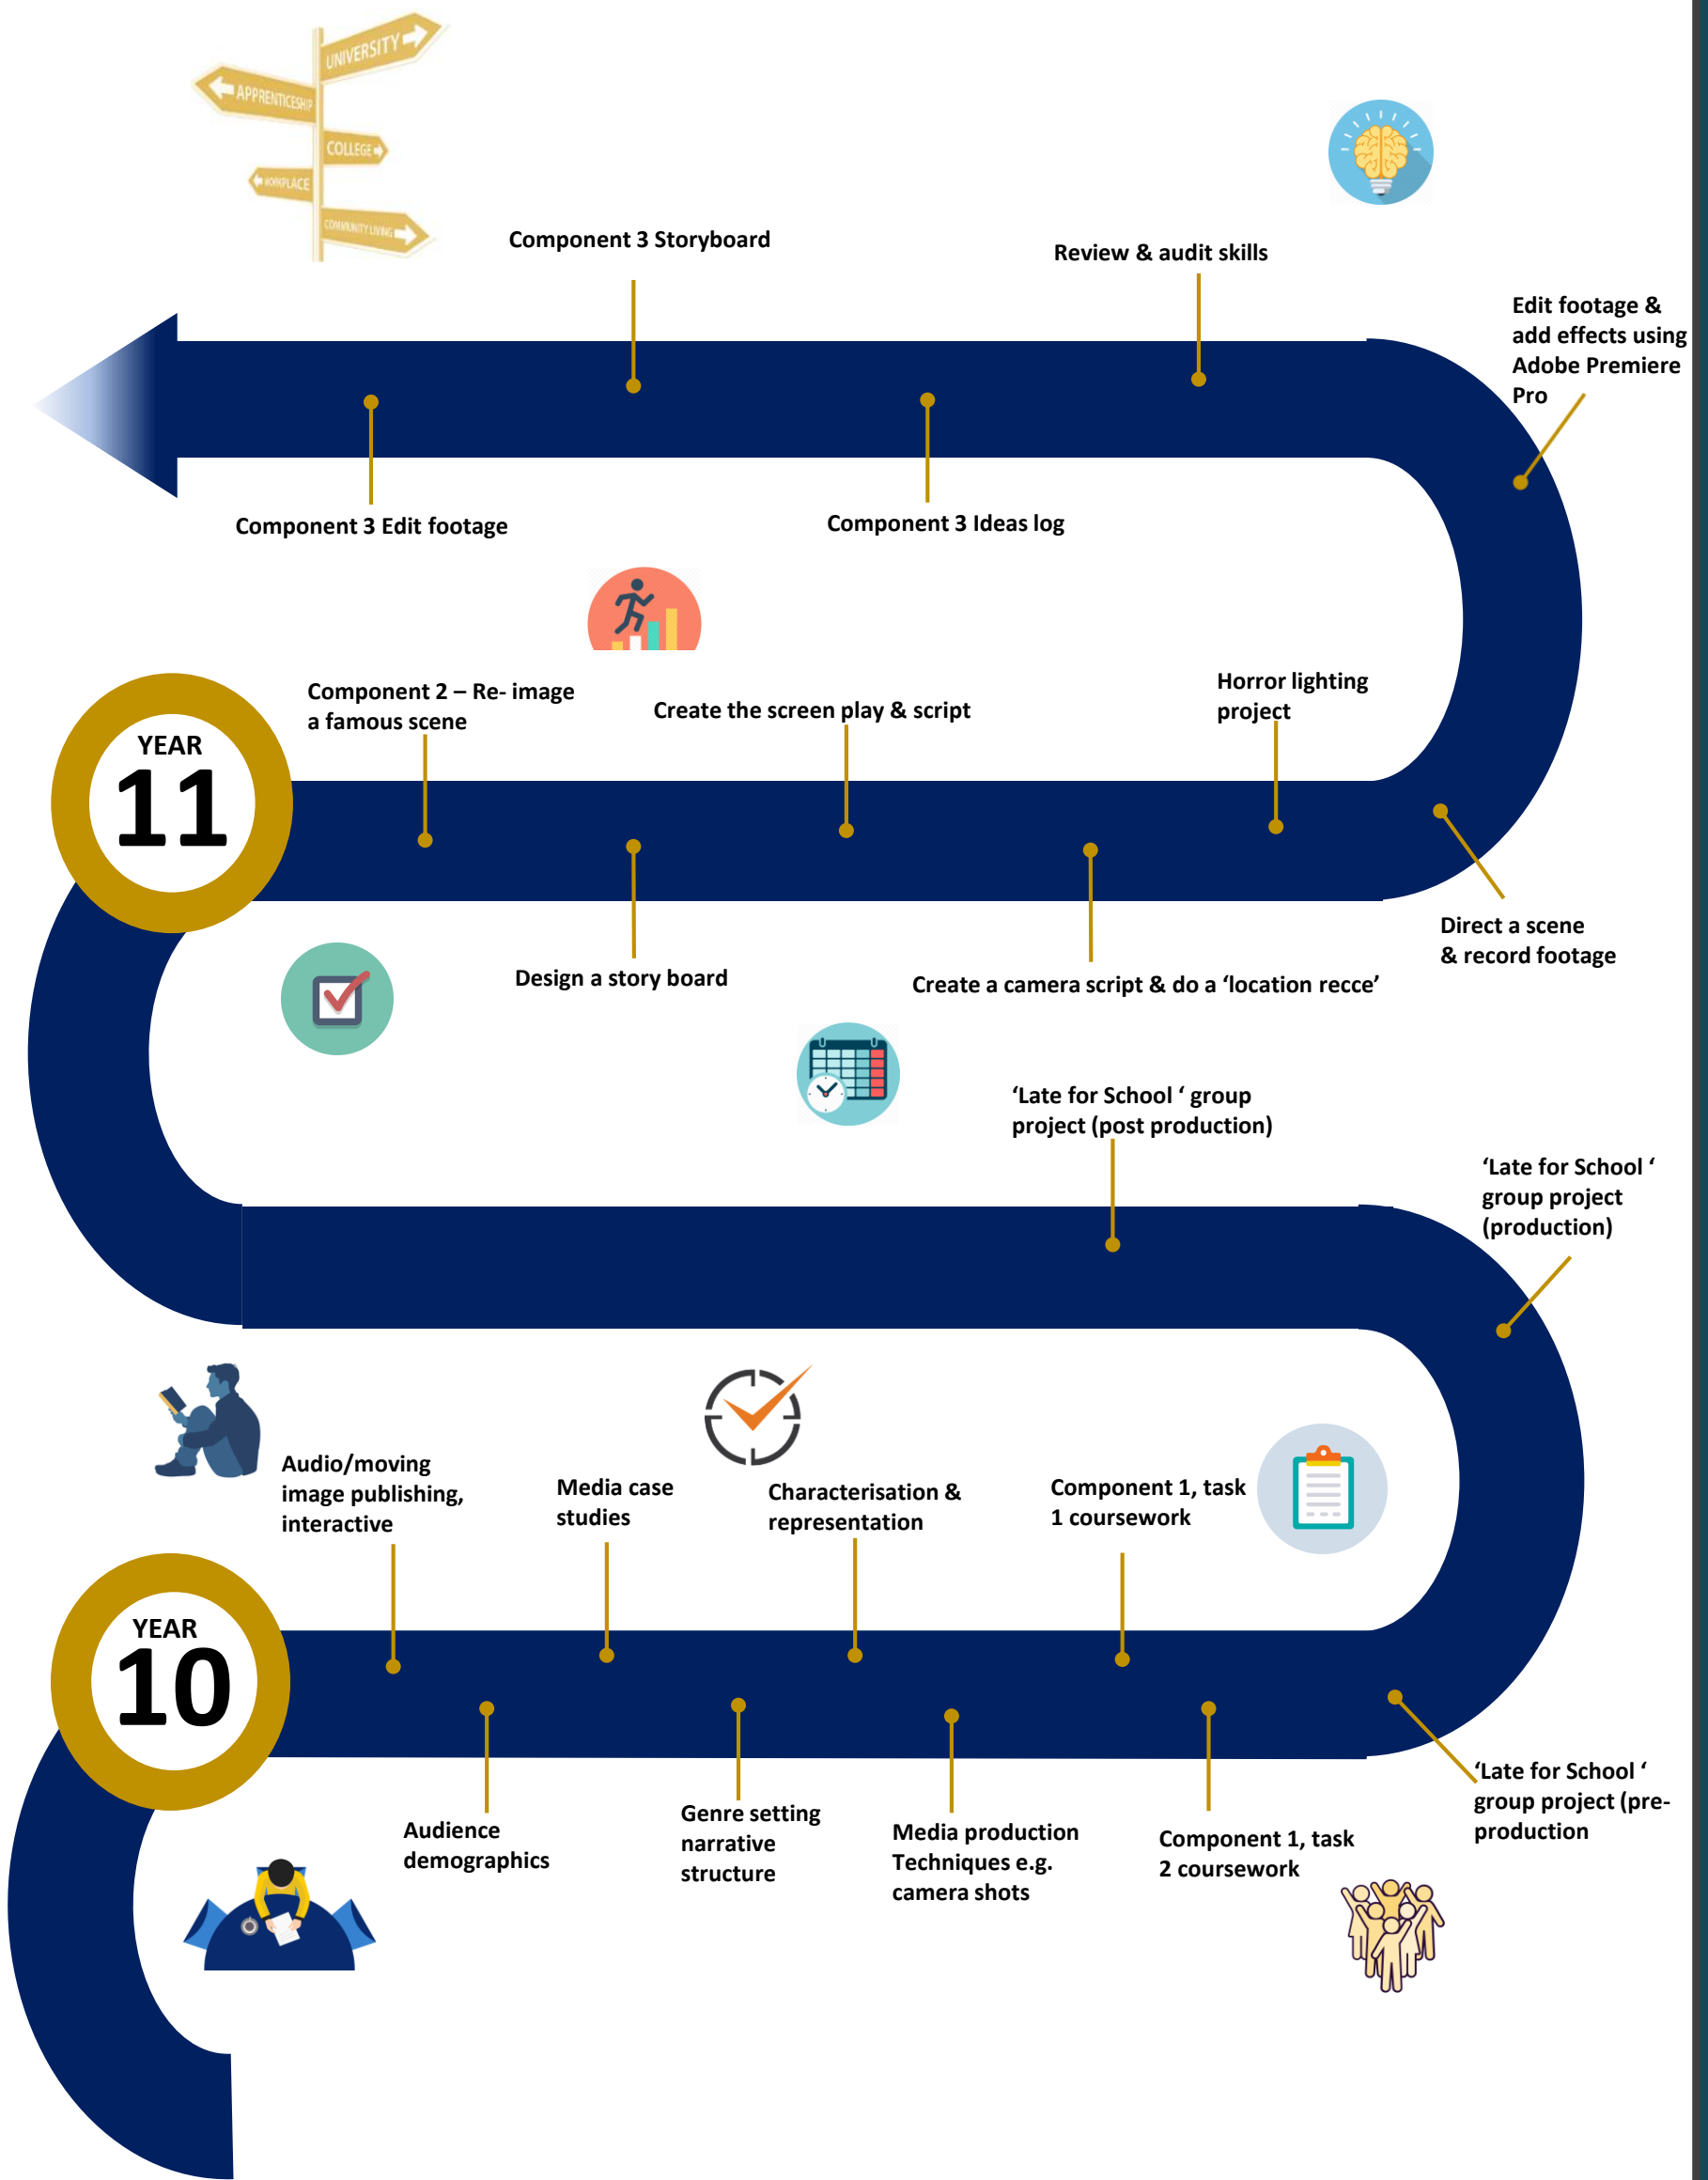 UNIVERSITY
APPRENTICESHIP
COLLEGE
WORKPLACE
COMMUNITY LIVING
Component 3 Storyboard
Review & audit skills
Edit footage &
add effects using
Adobe Premiere
Pro
Component 3 Edit footage
Component 3 Ideas log
Component 2 – Re- image
a famous scene
Create the screen play & script
Horror lighting
project
YEAR
11
Direct a scene
& record footage
Design a story board
Create a camera script & do a ‘location recce’
‘Late for School ‘ group
project (post production)
‘Late for School ‘
group project
(production)
Audio/moving
image publishing,
interactive
Media case
studies
Characterisation &
representation
Component 1, task
1 coursework
YEAR
10
Audience
demographics
Genre setting
narrative
structure
Media production
Techniques e.g.
camera shots
Component 1, task
2 coursework
‘Late for School ‘
group project (pre-
production